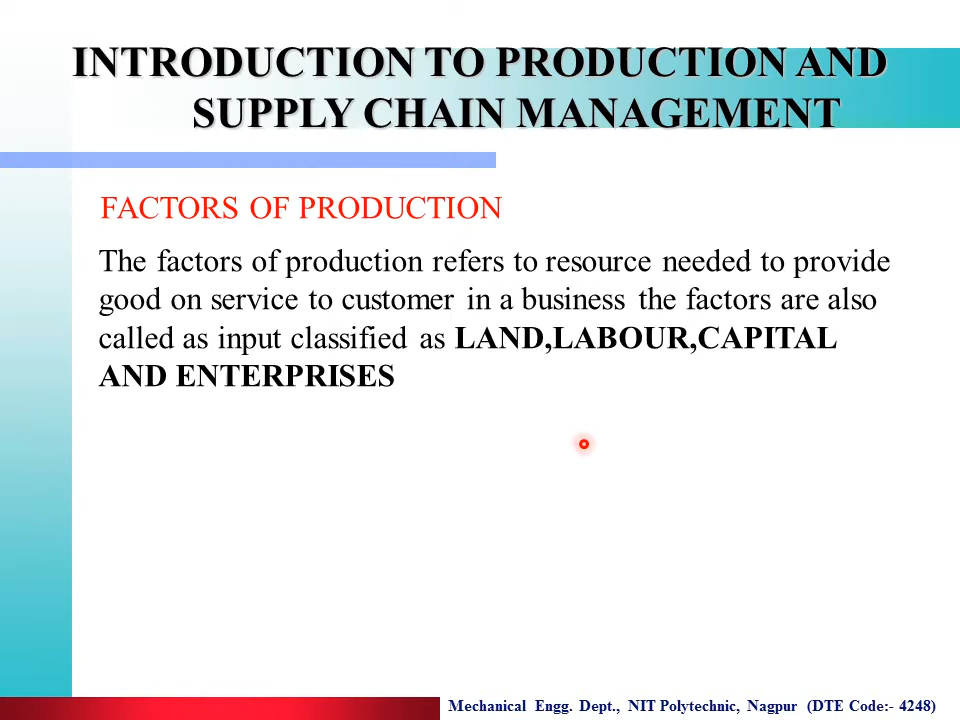 INTRODUCTION TO PRODUCTION AND
SUPPLY CHAIN MANAGEMENT
FACTORS OF PRODUCTION
The factors of production refers to resource needed to provide
good on service to customer in a business the factors are also
called as input classified as LAND,LABOUR,CAPITAL
AND ENTERPRISES
Mechanical Engg. Dept., NIT Polytechnic, Nagpur (DTE Code:- 4248)